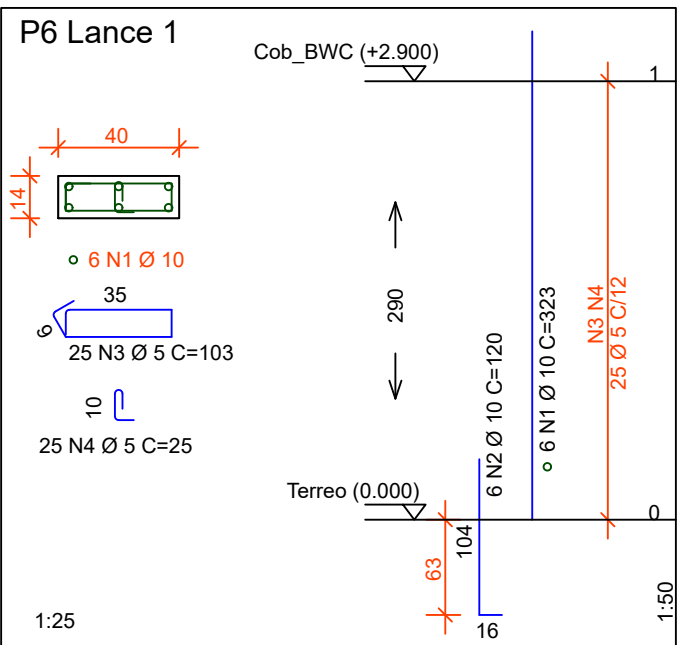 P6 Lance 1
Cob_BWC (+2.900)
1
40
14
6 N1 Ø 10
35
9
25 N3 Ø 5 C=103
10
25 N4 Ø 5 C=25
290
6 N2 Ø 10 C=120
6 N1 Ø 10 C=323
N3 N4
25 Ø 5 C/12
Terreo (0.000)
0
63
104
16
1:25
1:50